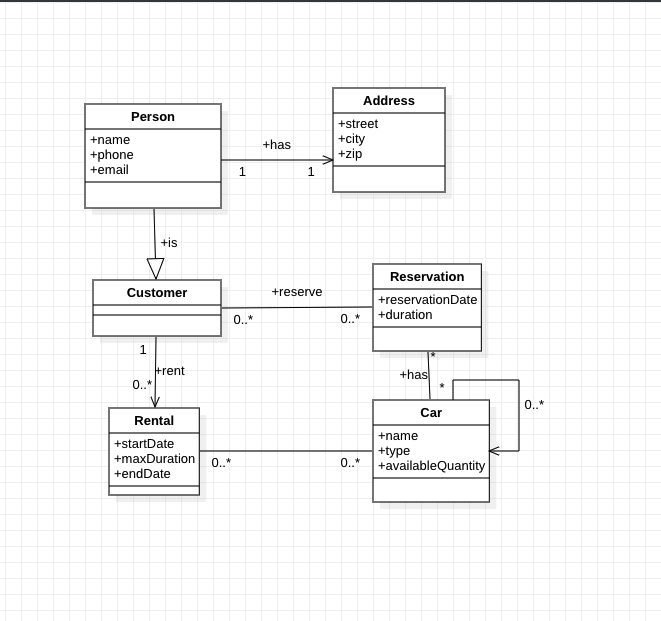 Person
+name
+phone
+email
Address
+street
+city
+zip
+has
1
1
+is
Customer
+reserve
0..*
0..*
Reservation
+reservationDate
+duration
1
+rent
0..*
*
+has
*
Rental
+startDate
+maxDuration
+endDate
0..*
0..*
Car
+name
+type
+availableQuantity
0..*